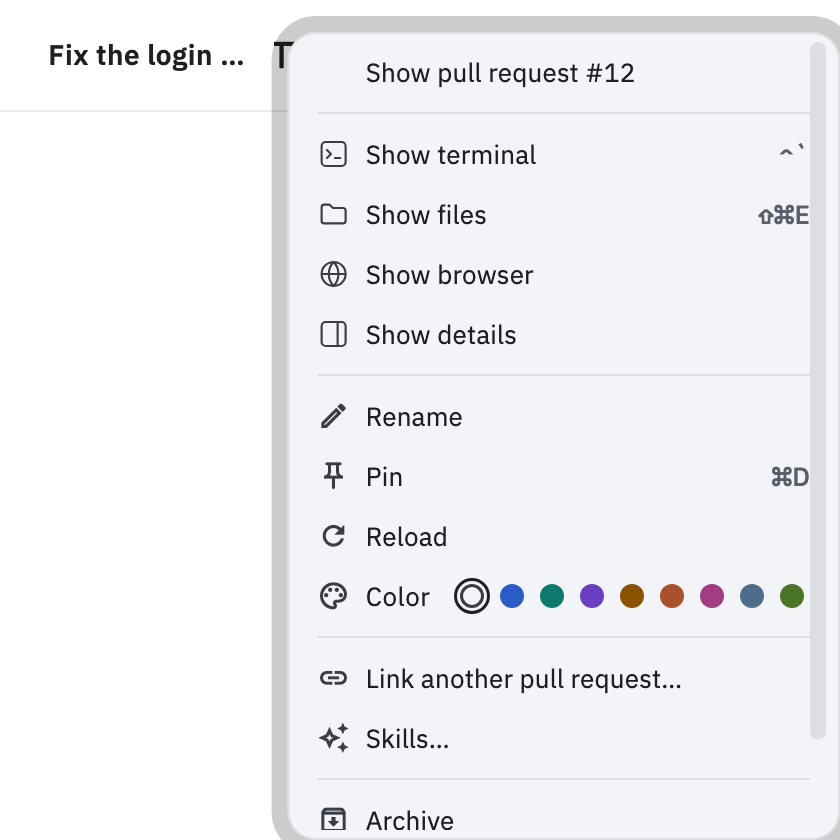 Fix the login ...
T
Show pull request #12
Show terminal ^`
Show files ⇧⌘E
Show browser
Show details
Rename
Pin ⌘D
Reload
Color
Link another pull request...
Skills...
Archive